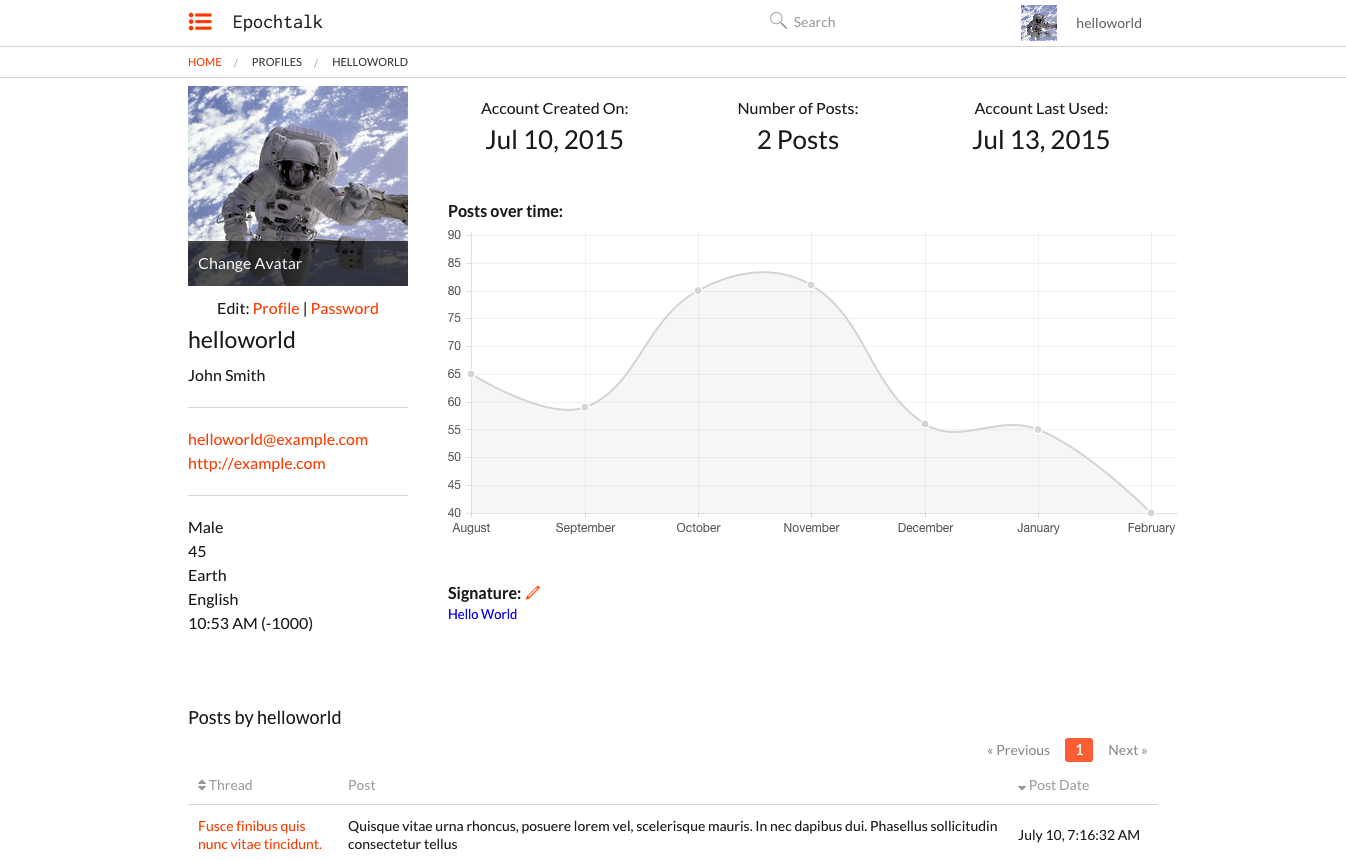 Epochtalk
Search
helloworld
HOME / PROFILES / HELLOWORLD
Change Avatar
Edit: Profile | Password
helloworld
John Smith
helloworld@example.com
http://example.com
Male
45
Earth
English
10:53 AM (-1000)
Account Created On:
Jul 10, 2015
Number of Posts:
2 Posts
Account Last Used:
Jul 13, 2015
Posts over time:
90
85
80
75
70
65
60
55
50
45
40
August September October November December January February
Signature:
Hello World
Posts by helloworld
« Previous 1 Next »
Thread Post Post Date
Fusce finibus quis
nunc vitae tincidunt.
Quisque vitae urna rhoncus, posuere lorem vel, scelerisque mauris. In nec dapibus dui. Phasellus sollicitudin
consectetur tellus
July 10, 7:16:32 AM